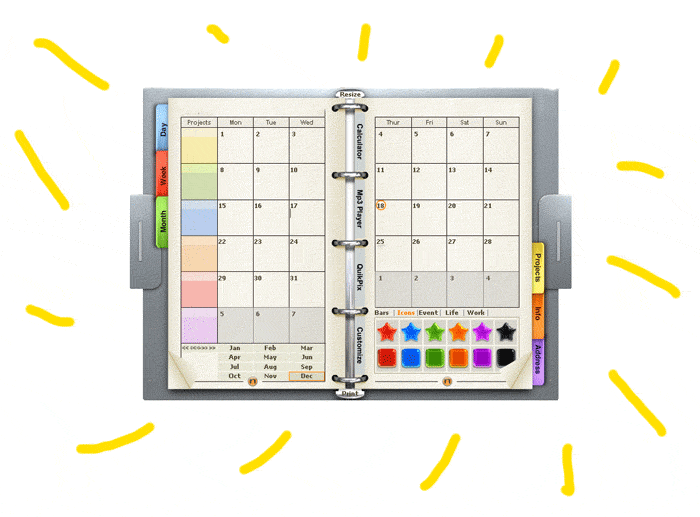 Resize
Day
Week
Month
Projects Mon Tue Wed
1 2 3
8 9 10
15 16 17
22 23 24
29 30 31
5 6 7
Jan Feb Mar
Apr May Jun
Jul Aug Sep
Oct Nov Dec
Calculator
Mp3 Player
QuikPix
Customize
Print
Thur Fri Sat Sun
4 5 6 7
11 12 13 14
18 19 20 21
25 26 27 28
1 2 3 4
Bars | Icons | Event | Life | Work |
Projects
Info
Address